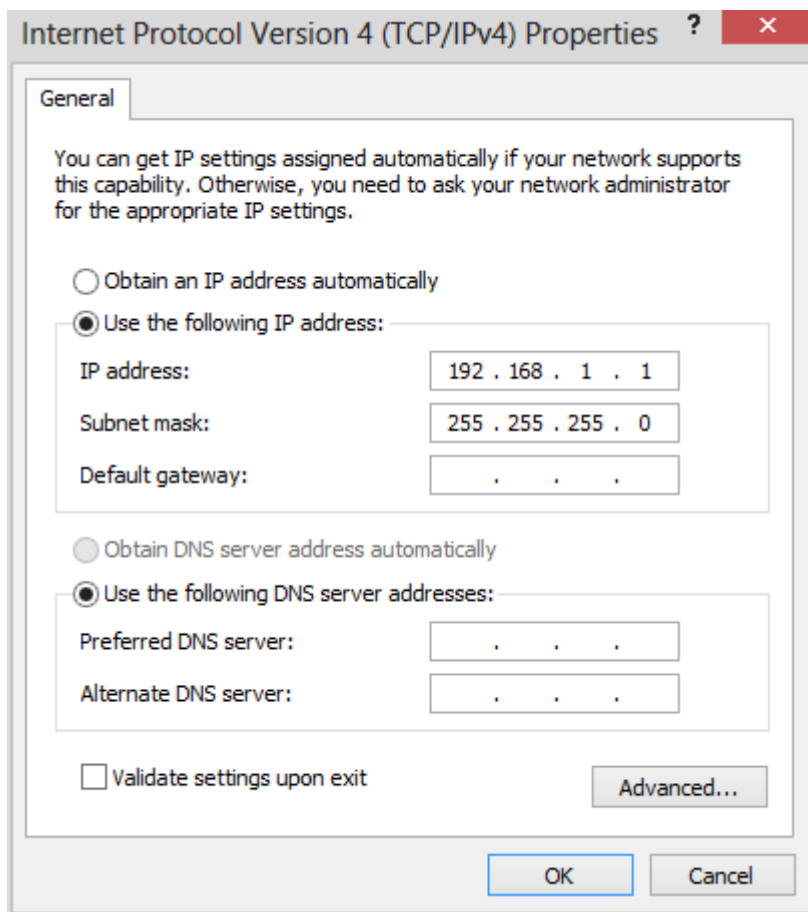 Internet Protocol Version 4 (TCP/IPv4) Properties ? ×
General
You can get IP settings assigned automatically if your network supports
this capability. Otherwise, you need to ask your network administrator
for the appropriate IP settings.
Obtain an IP address automatically
Use the following IP address:
IP address: 192 . 168 . 1 . 1
Subnet mask: 255 . 255 . 255 . 0
Default gateway: . . .
Obtain DNS server address automatically
Use the following DNS server addresses:
Preferred DNS server: . . .
Alternate DNS server: . . .
Validate settings upon exit
Advanced...
OK Cancel